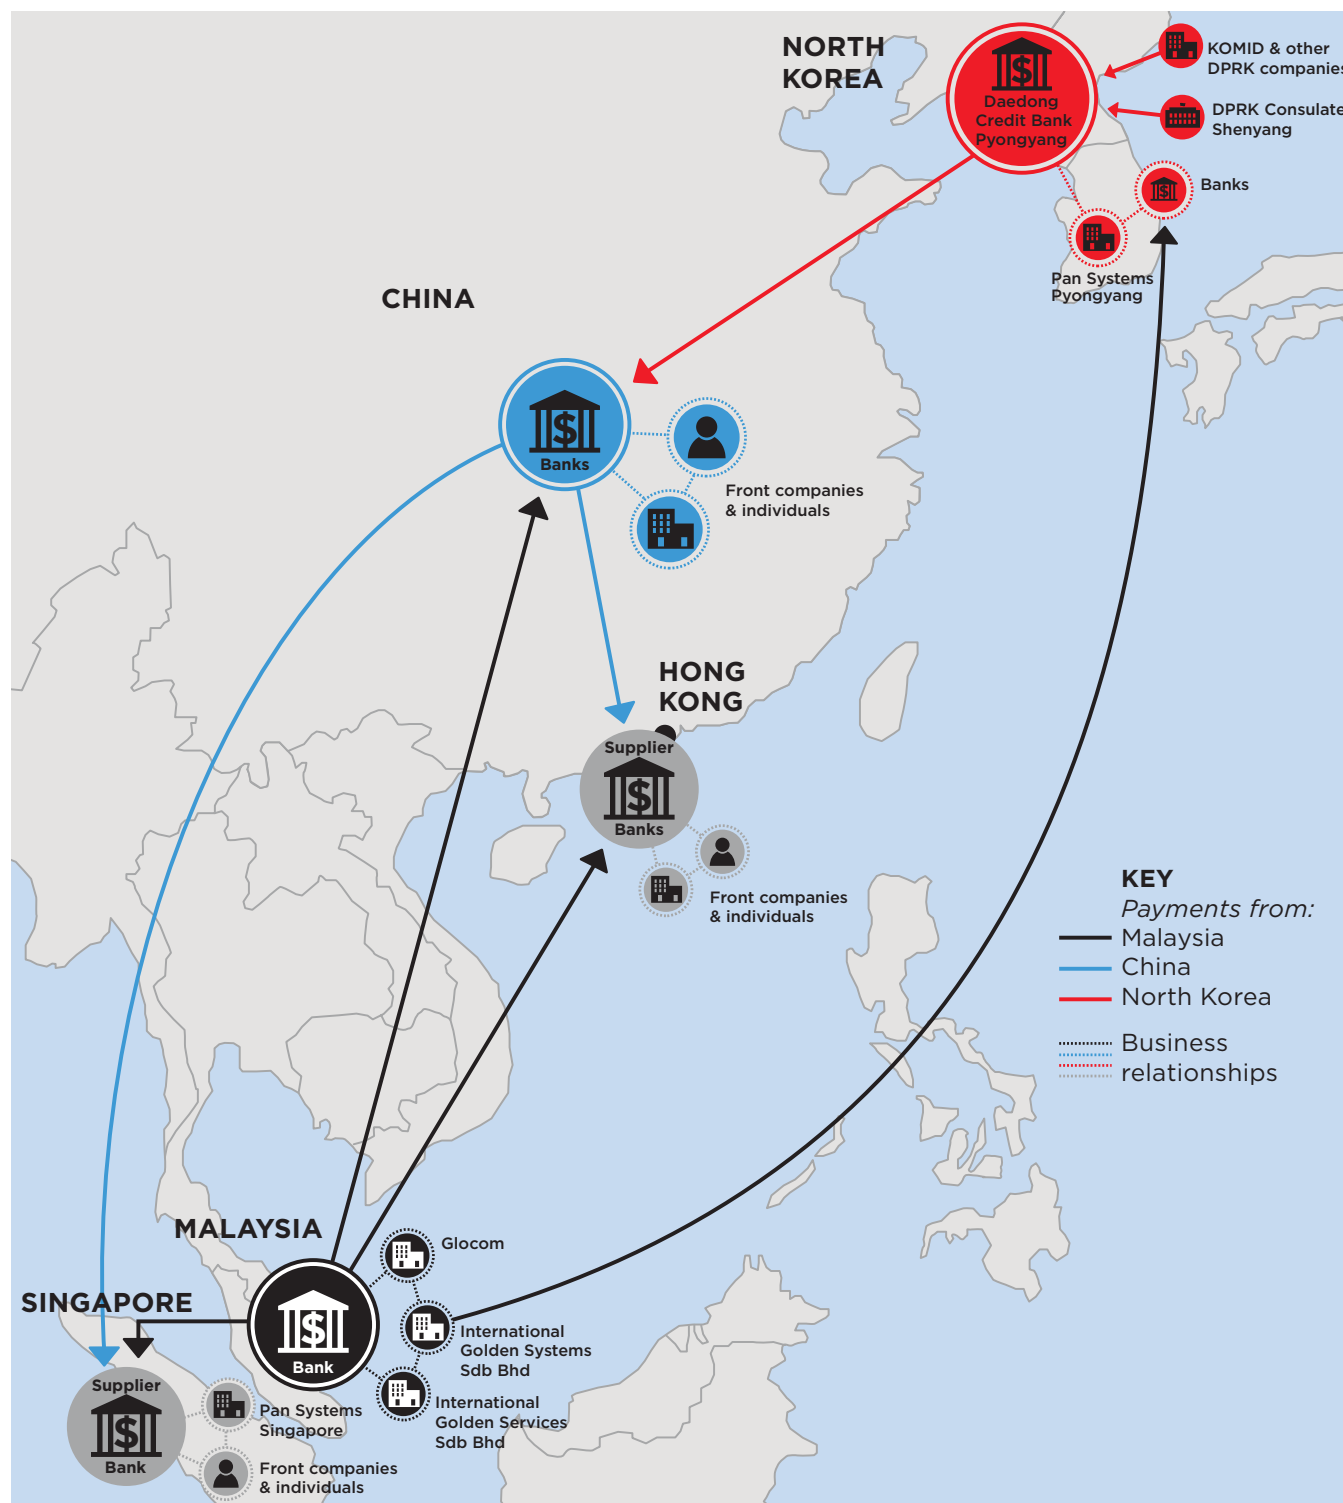 NORTH
KOREA
KOMID & other
DPRK companies
Daedong
Credit Bank
Pyongyang
DPRK Consulate
Shenyang
Banks
Pan Systems
Pyongyang
CHINA
$
Banks
Front companies
& individuals
HONG
KONG
Supplier
$
Banks
Front companies
& individuals
KEY
Payments from:
Malaysia
China
North Korea
Business
relationships
MALAYSIA
Glocom
SINGAPORE
$
Bank
International
Golden Systems
Sdb Bhd
International
Golden Services
Sdb Bhd
Supplier
$
Bank
Pan Systems
Singapore
Front companies
& individuals